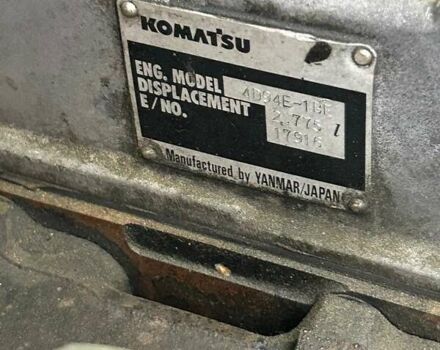 KOMATSU
ENG. MODEL 4D94E-1BF
DISPLACEMENT 2.775 l
E/NO. 17916
Manufactured by YANMAR/JAPAN